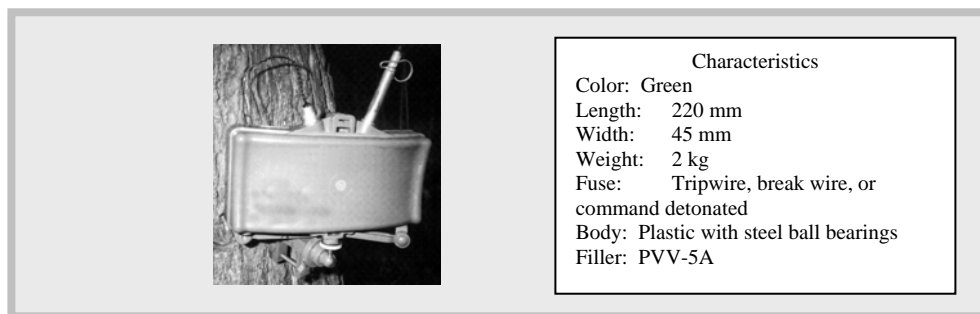 Characteristics
Color: Green
Length: 220 mm
Width: 45 mm
Weight: 2 kg
Fuse: Tripwire, break wire, or
command detonated
Body: Plastic with steel ball bearings
Filler: PVV-5A